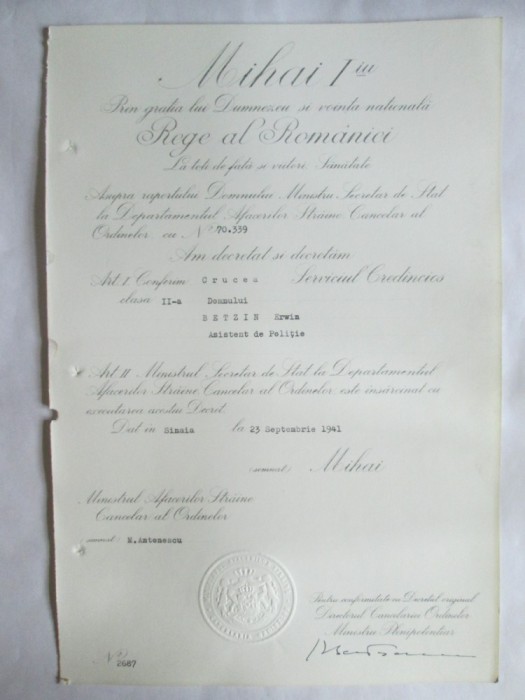 Mihai I iu
Prin grația lui Dumnezeu și voința națională
Rege al României
La toți de față și viitori Sănătate
Asupra raportului Domnului Ministru Secretar de Stat
la Departamentul Afacerilor Străine, Cancelar al
Ordinelor cu No 70.339
Am decretat și decretăm
Art. I Conferim Crucea Serviciul Credincios
clasa II-a Domnului
BETZIN Erwin
Asistent de Poliție
Art II Ministrul Secretar de Stat la Departamentul
Afacerilor Străine, Cancelar al Ordinelor, este însărcinat cu
executarea acestui Decret.
Dat în Sinaia la 23 Septembrie 1941
(semnat) Mihai
Ministrul Afacerilor Străine
Cancelar al Ordinelor
(semnat) M.Antonescu
Pentru conformitate cu Decretul original
Directorul Cancelariei Ordinelor
Ministru Plenipotențiar
No 2687